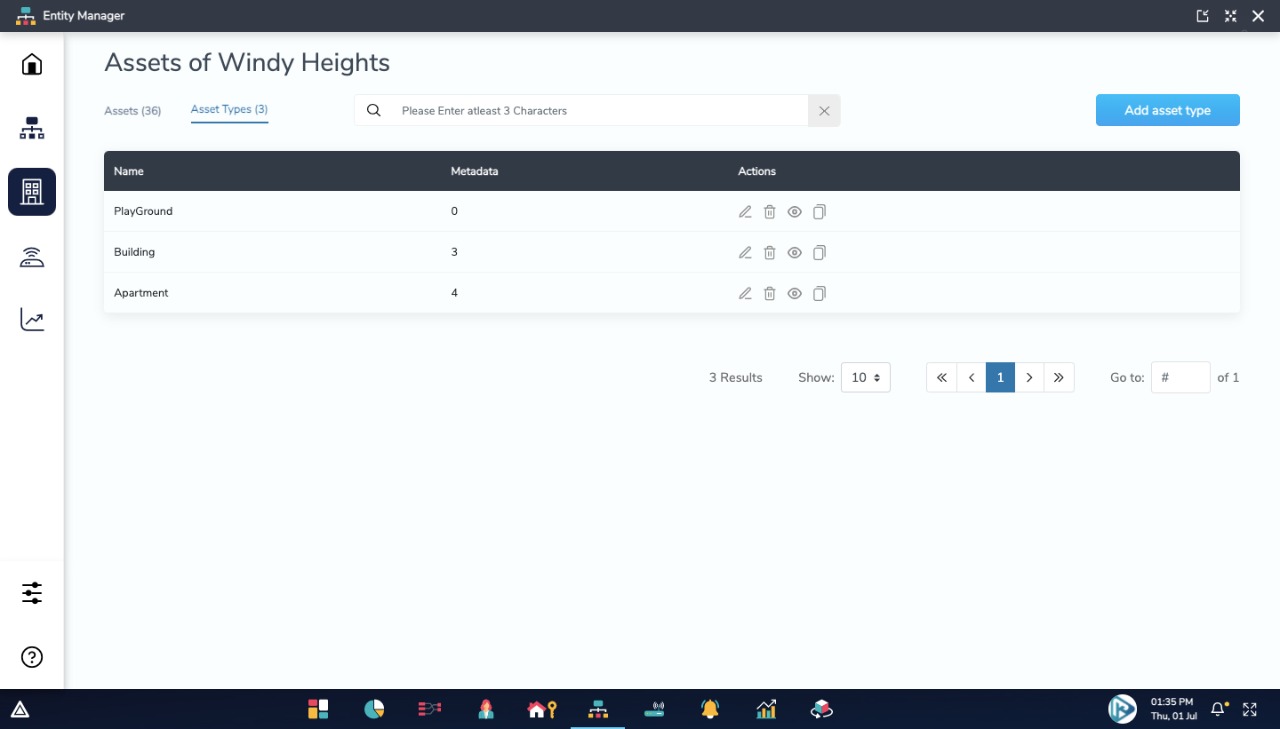 Entity Manager
Assets of Windy Heights
Assets (36) Asset Types (3) Please Enter atleast 3 Characters Add asset type
Name Metadata Actions
PlayGround 0
Building 3
Apartment 4
3 Results Show: 10 « < 1 > » Go to: # of 1
01:35 PM
Thu, 01 Jul